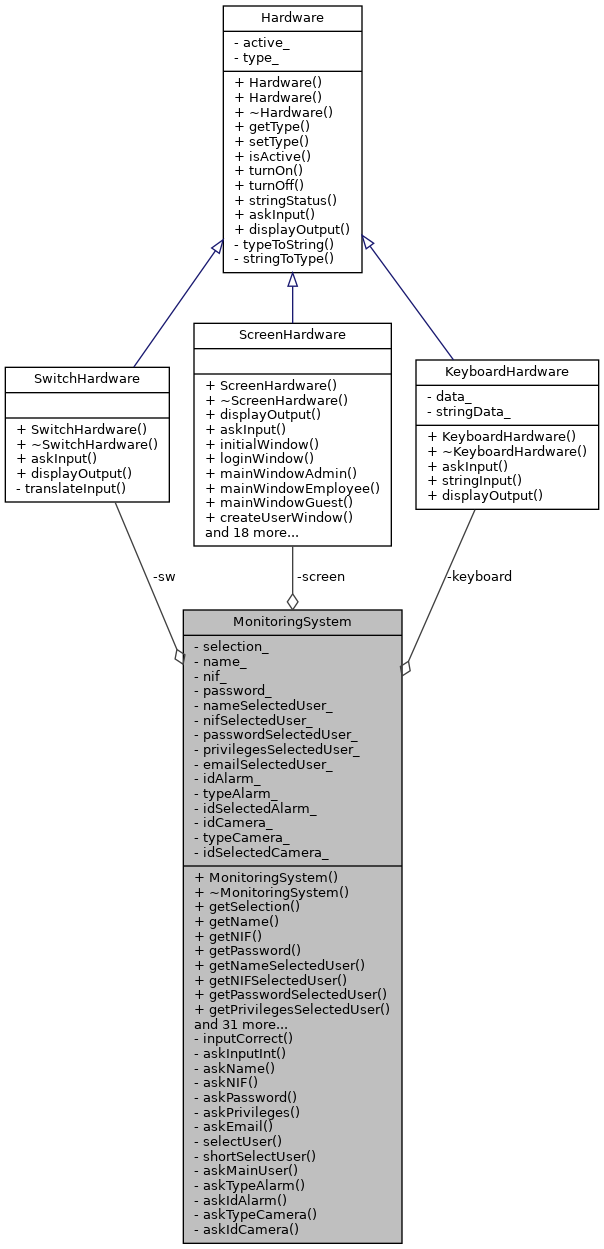 Hardware
- active_
- type_
+ Hardware()
+ Hardware()
+ ~Hardware()
+ getType()
+ setType()
+ isActive()
+ turnOn()
+ turnOff()
+ stringStatus()
+ askInput()
+ displayOutput()
- typeToString()
- stringToType()
SwitchHardware
+ SwitchHardware()
+ ~SwitchHardware()
+ askInput()
+ displayOutput()
- translateInput()
ScreenHardware
+ ScreenHardware()
+ ~ScreenHardware()
+ displayOutput()
+ askInput()
+ initialWindow()
+ loginWindow()
+ mainWindowAdmin()
+ mainWindowEmployee()
+ mainWindowGuest()
+ createUserWindow()
and 18 more...
KeyboardHardware
- data_
- stringData_
+ KeyboardHardware()
+ ~KeyboardHardware()
+ askInput()
+ stringInput()
+ displayOutput()
-sw
-screen
-keyboard
MonitoringSystem
- selection_
- name_
- nif_
- password_
- nameSelectedUser_
- nifSelectedUser_
- passwordSelectedUser_
- privilegesSelectedUser_
- emailSelectedUser_
- idAlarm_
- typeAlarm_
- idSelectedAlarm_
- idCamera_
- typeCamera_
- idSelectedCamera_
+ MonitoringSystem()
+ ~MonitoringSystem()
+ getSelection()
+ getName()
+ getNIF()
+ getPassword()
+ getNameSelectedUser()
+ getNIFSelectedUser()
+ getPasswordSelectedUser()
+ getPrivilegesSelectedUser()
and 31 more...
- inputCorrect()
- askInputInt()
- askName()
- askNIF()
- askPassword()
- askPrivileges()
- askEmail()
- selectUser()
- shortSelectUser()
- askMainUser()
- askTypeAlarm()
- askIdAlarm()
- askTypeCamera()
- askIdCamera()